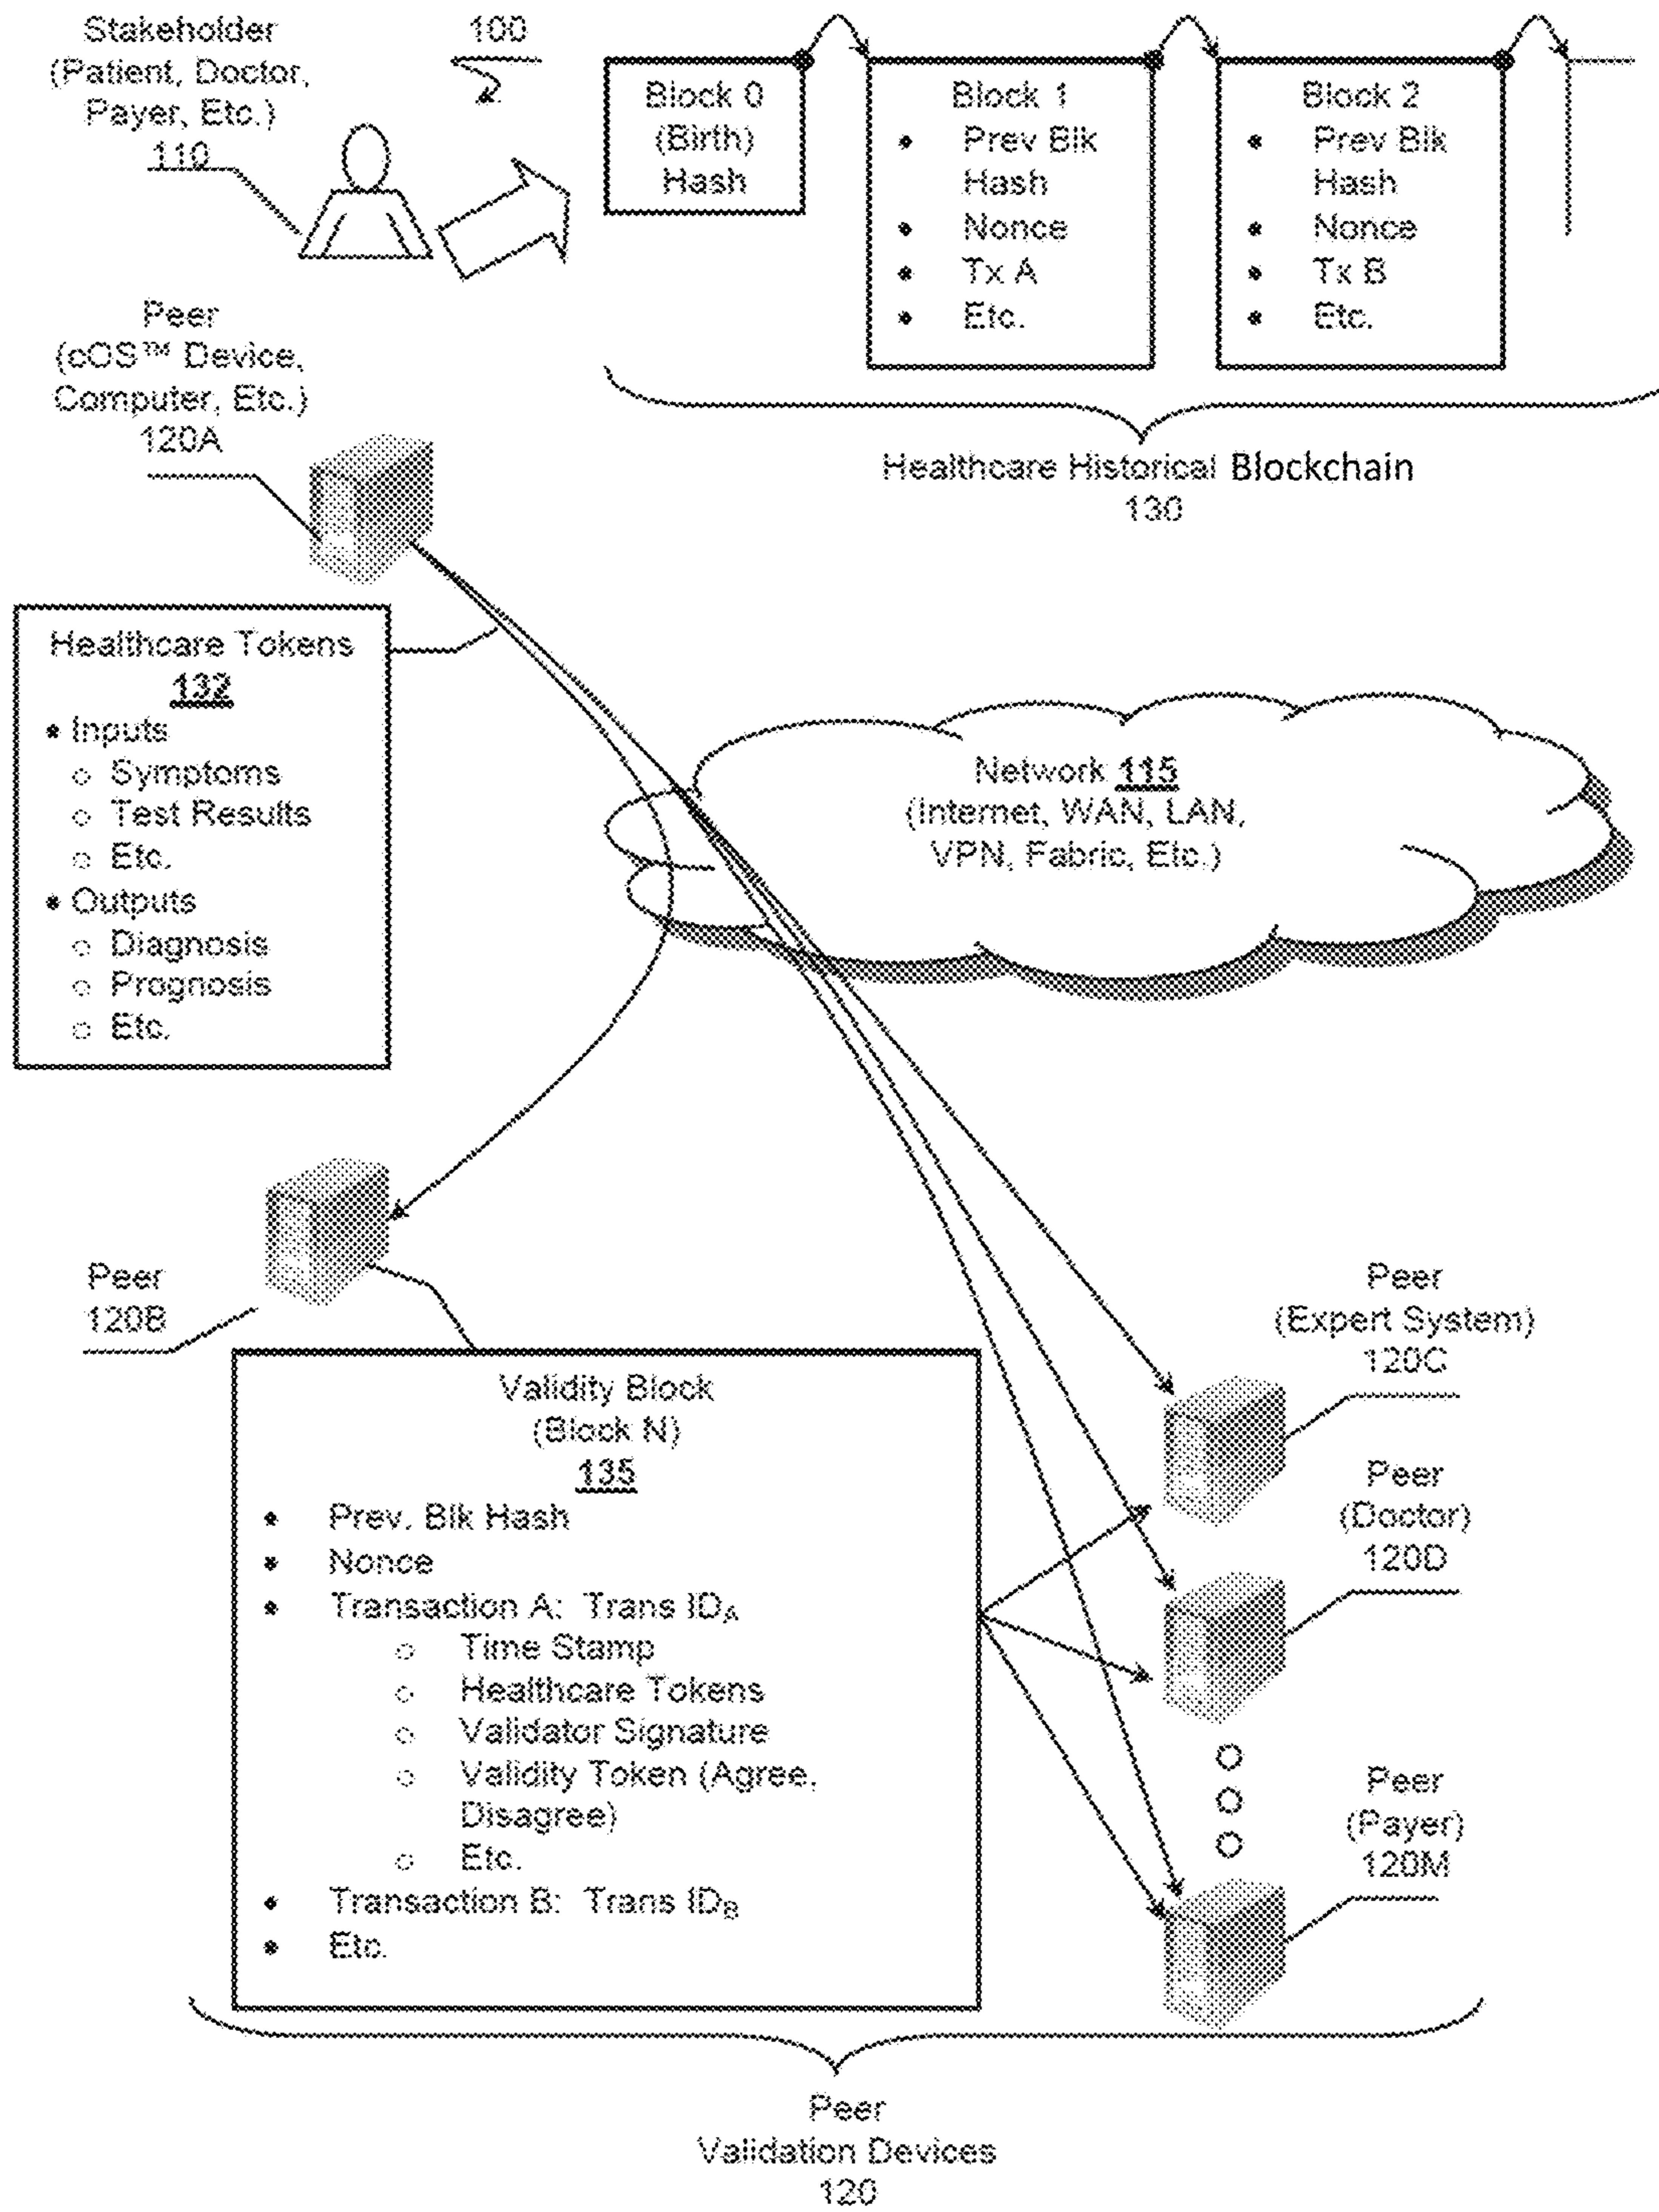 Stakeholder
(Patient, Doctor,
Payer, Etc.)
110
100
Block 0
(Birth)
Hash
Block 1
• Prev Blk
Hash
• Nonce
• Tx A
• Etc.
Block 2
• Prev Blk
Hash
• Nonce
• Tx B
• Etc.
Healthcare Historical Blockchain
130
Peer
(cOS™ Device,
Computer, Etc.)
120A
Healthcare Tokens
132
• Inputs
○ Symptoms
○ Test Results
○ Etc.
• Outputs
○ Diagnosis
○ Prognosis
○ Etc.
Network 115
(Internet, WAN, LAN,
VPN, Fabric, Etc.)
Peer
120B
Validity Block
(Block N)
135
• Prev. Blk Hash
• Nonce
• Transaction A: Trans IDA
○ Time Stamp
○ Healthcare Tokens
○ Validator Signature
○ Validity Token (Agree,
Disagree)
○ Etc.
• Transaction B: Trans IDB
• Etc.
Peer
(Expert System)
120C
Peer
(Doctor)
120D
Peer
(Payer)
120M
Peer
Validation Devices
120